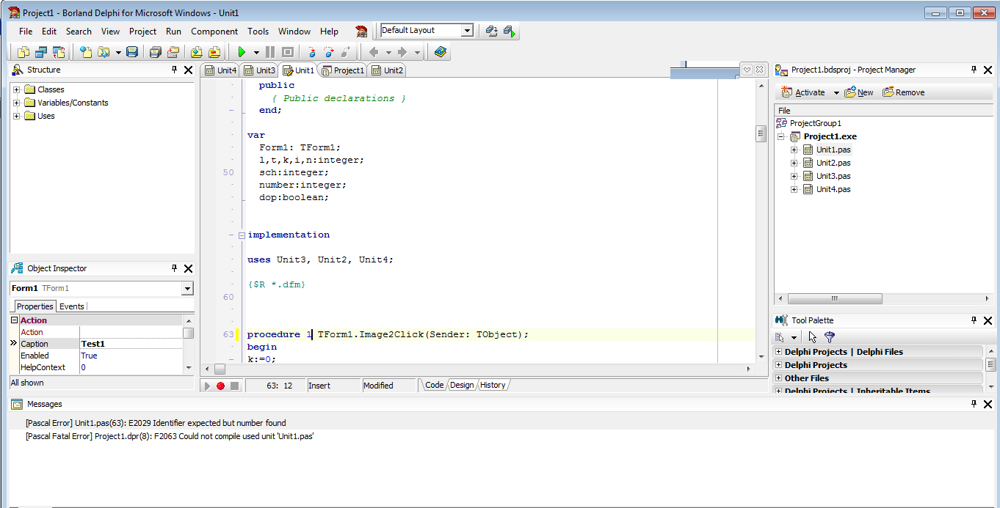 Project1 - Borland Delphi for Microsoft Windows - Unit1
File Edit Search View Project Run Component Tools Window Help
Default Layout
Structure
Classes
Variables/Constants
Uses
Object Inspector
Form1 TForm1
Properties Events
Action
Action
Caption Test1
Enabled True
HelpContext 0
All shown
Unit4 Unit3 Unit1 Project1 Unit2
public
{ Public declarations }
end;
var
Form1: TForm1;
l,t,k,i,n:integer;
50 sch:integer;
number:integer;
dop:boolean;
implementation
uses Unit3, Unit2, Unit4;
{$R *.dfm}
60
63 procedure 1 TForm1.Image2Click(Sender: TObject);
begin
k:=0;
63: 12 Insert Modified Code Design History
Project1.bdsproj - Project Manager
Activate New Remove
File
ProjectGroup1
Project1.exe
Unit1.pas
Unit2.pas
Unit3.pas
Unit4.pas
Tool Palette
Delphi Projects | Delphi Files
Delphi Projects
Other Files
Delphi Projects | Inheritable Items
Messages
[Pascal Error] Unit1.pas(63): E2029 Identifier expected but number found
[Pascal Fatal Error] Project1.dpr(8): F2063 Could not compile used unit 'Unit1.pas'